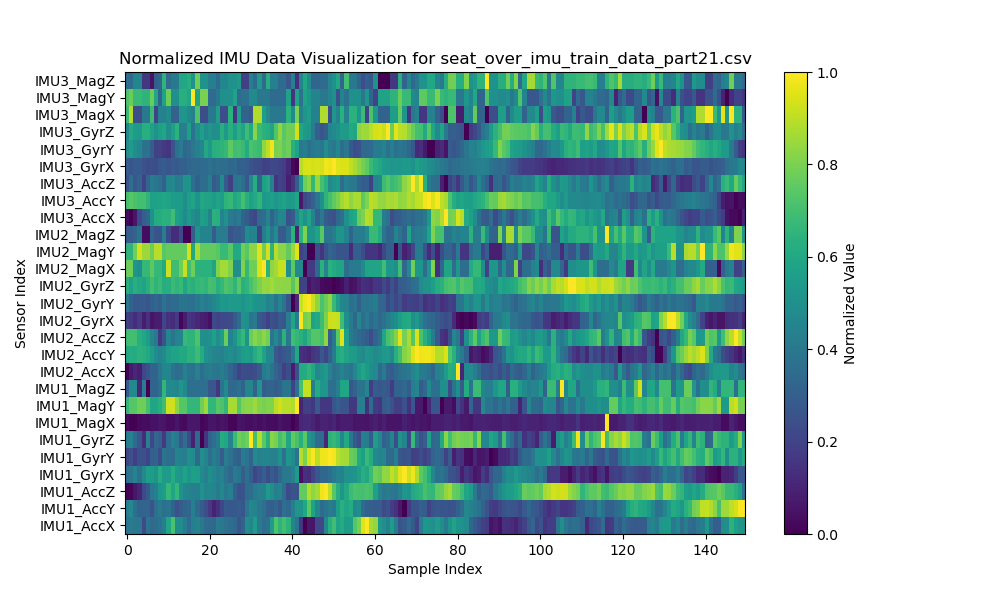 Normalized IMU Data Visualization for seat_over_imu_train_data_part21.csv
IMU3_MagZ
IMU3_MagY
IMU3_MagX
IMU3_GyrZ
IMU3_GyrY
IMU3_GyrX
IMU3_AccZ
IMU3_AccY
IMU3_AccX
IMU2_MagZ
IMU2_MagY
IMU2_MagX
IMU2_GyrZ
IMU2_GyrY
IMU2_GyrX
IMU2_AccZ
IMU2_AccY
IMU2_AccX
IMU1_MagZ
IMU1_MagY
IMU1_MagX
IMU1_GyrZ
IMU1_GyrY
IMU1_GyrX
IMU1_AccZ
IMU1_AccY
IMU1_AccX
Sensor Index
0 20 40 60 80 100 120 140
Sample Index
1.0
0.8
0.6
0.4
0.2
0.0
Normalized Value